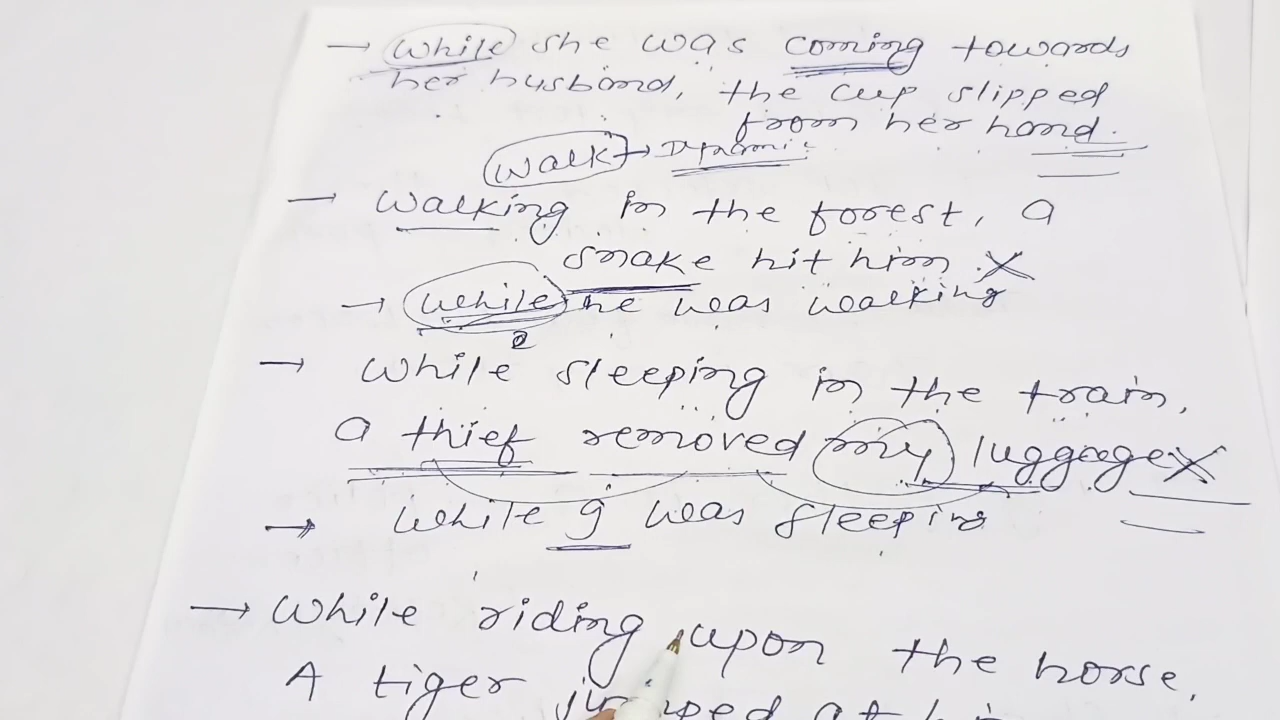 → While she was coming towards
her husband, the cup slipped
from her hand.
Walk → Dynamic
→ Walking in the forest, a
snake hit him. ×
→ While he was walking
→ While sleeping in the train,
a thief removed my luggage ×
→ While I was sleeping
→ While riding upon the horse,
A tiger jumped at